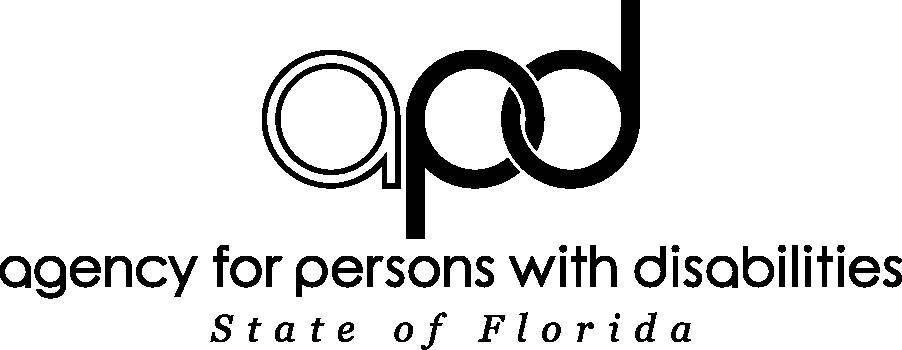 apd
agency for persons with disabilities
State of Florida